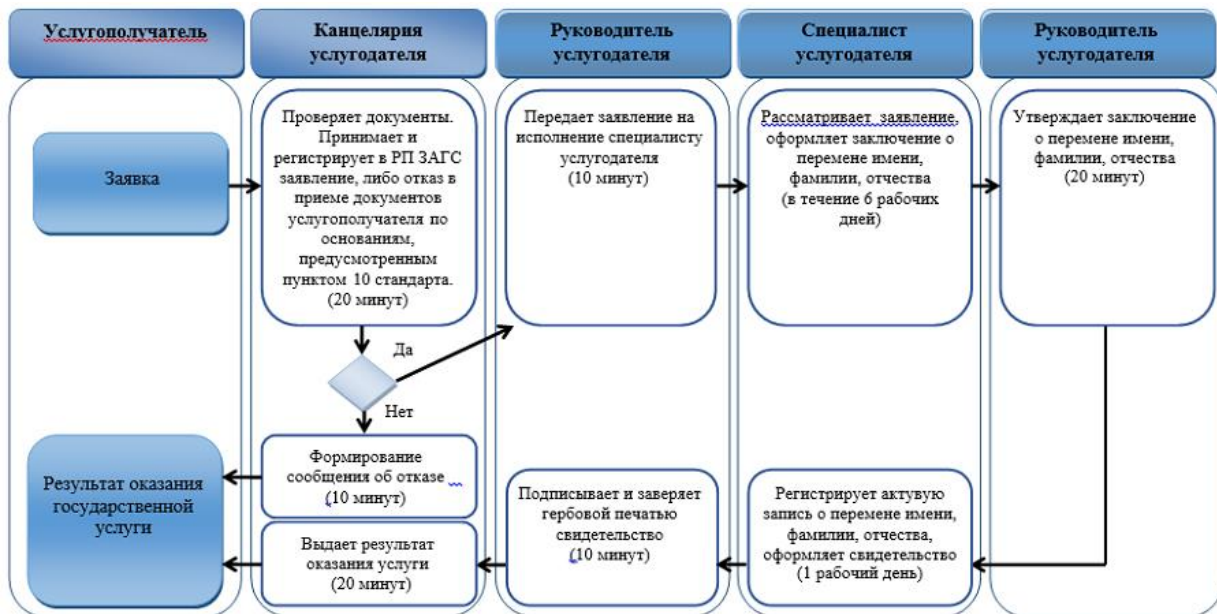 Услугополучатель
Канцелярия
услугодателя
Руководитель
услугодателя
Специалист
услугодателя
Руководитель
услугодателя
Заявка
Проверяет документы.
Принимает и
регистрирует в РП ЗАГС
заявление, либо отказ в
приеме документов
услугополучателя по
основаниям,
предусмотренным
пунктом 10 стандарта.
(20 минут)
Передает заявление на
исполнение специалисту
услугодателя
(10 минут)
Рассматривает заявление,
оформляет заключение о
перемене имени,
фамилии, отчества
(в течение 6 рабочих
дней)
Утверждает заключение
о перемене имени,
фамилии, отчества
(20 минут)
Да
Нет
Результат оказания
государственной
услуги
Формирование
сообщения об отказе
(10 минут)
Выдает результат
оказания услуги
(20 минут)
Подписывает и заверяет
гербовой печатью
свидетельство
(10 минут)
Регистрирует актувую
запись о перемене имени,
фамилии, отчества,
оформляет свидетельство
(1 рабочий день)